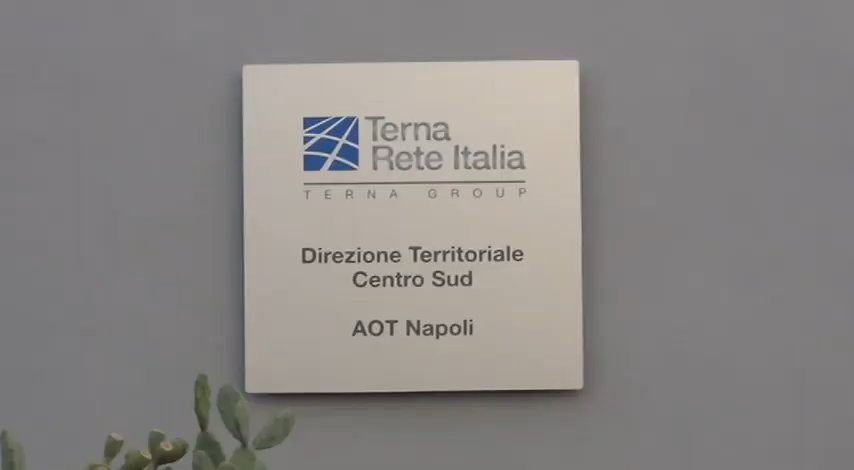 Terna
Rete Italia
TERNA GROUP
Direzione Territoriale
Centro Sud
AOT Napoli